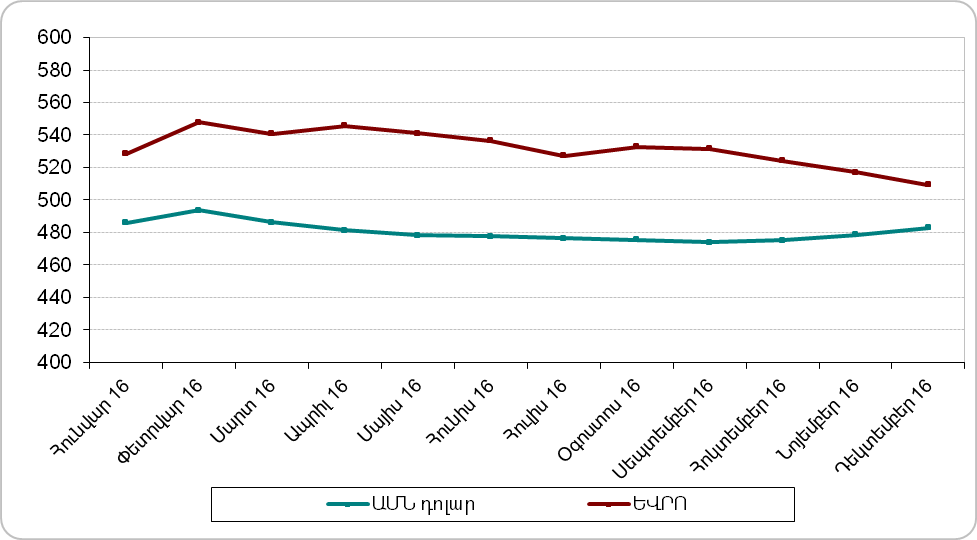 600
580
560
540
520
500
480
460
440
420
400
Հունվար 16
Փետրվար 16
Մարտ 16
Ապրիլ 16
Մայիս 16
Հունիս 16
Հուլիս 16
Օգոստոս 16
Սեպտեմբեր 16
Հոկտեմբեր 16
Նոյեմբեր 16
Դեկտեմբեր 16
ԱՄՆ դոլար
ԵՎՐՈ